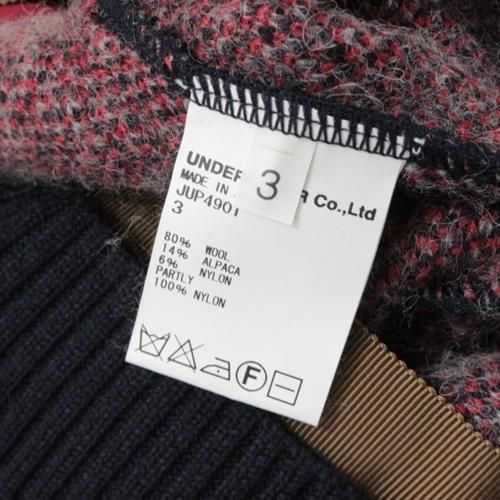 UNDER R Co.,Ltd
MADE IN
JUP4901
3
3
80% WOOL
14% ALPACA
6% NYLON
PARTLY
100% NYLON
F